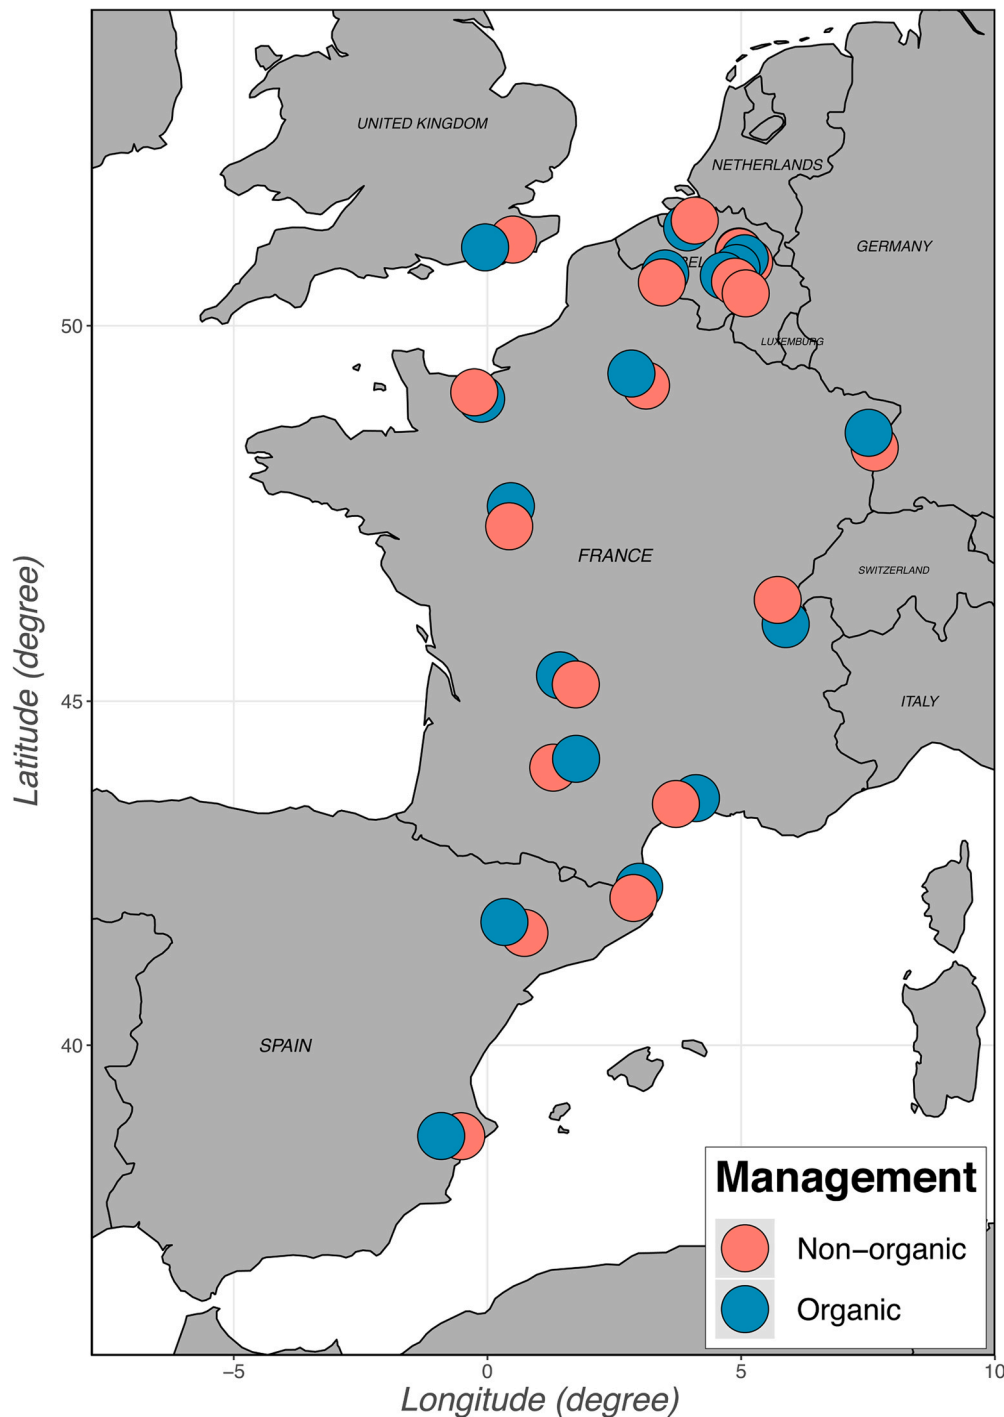 UNITED KINGDOM
NETHERLANDS
GERMANY
BEL
50
LUXEMBURG
FRANCE
SWITZERLAND
Latitude (degree)
45
ITALY
40
SPAIN
Management
Non-organic
Organic
-5
0
5
10
Longitude (degree)